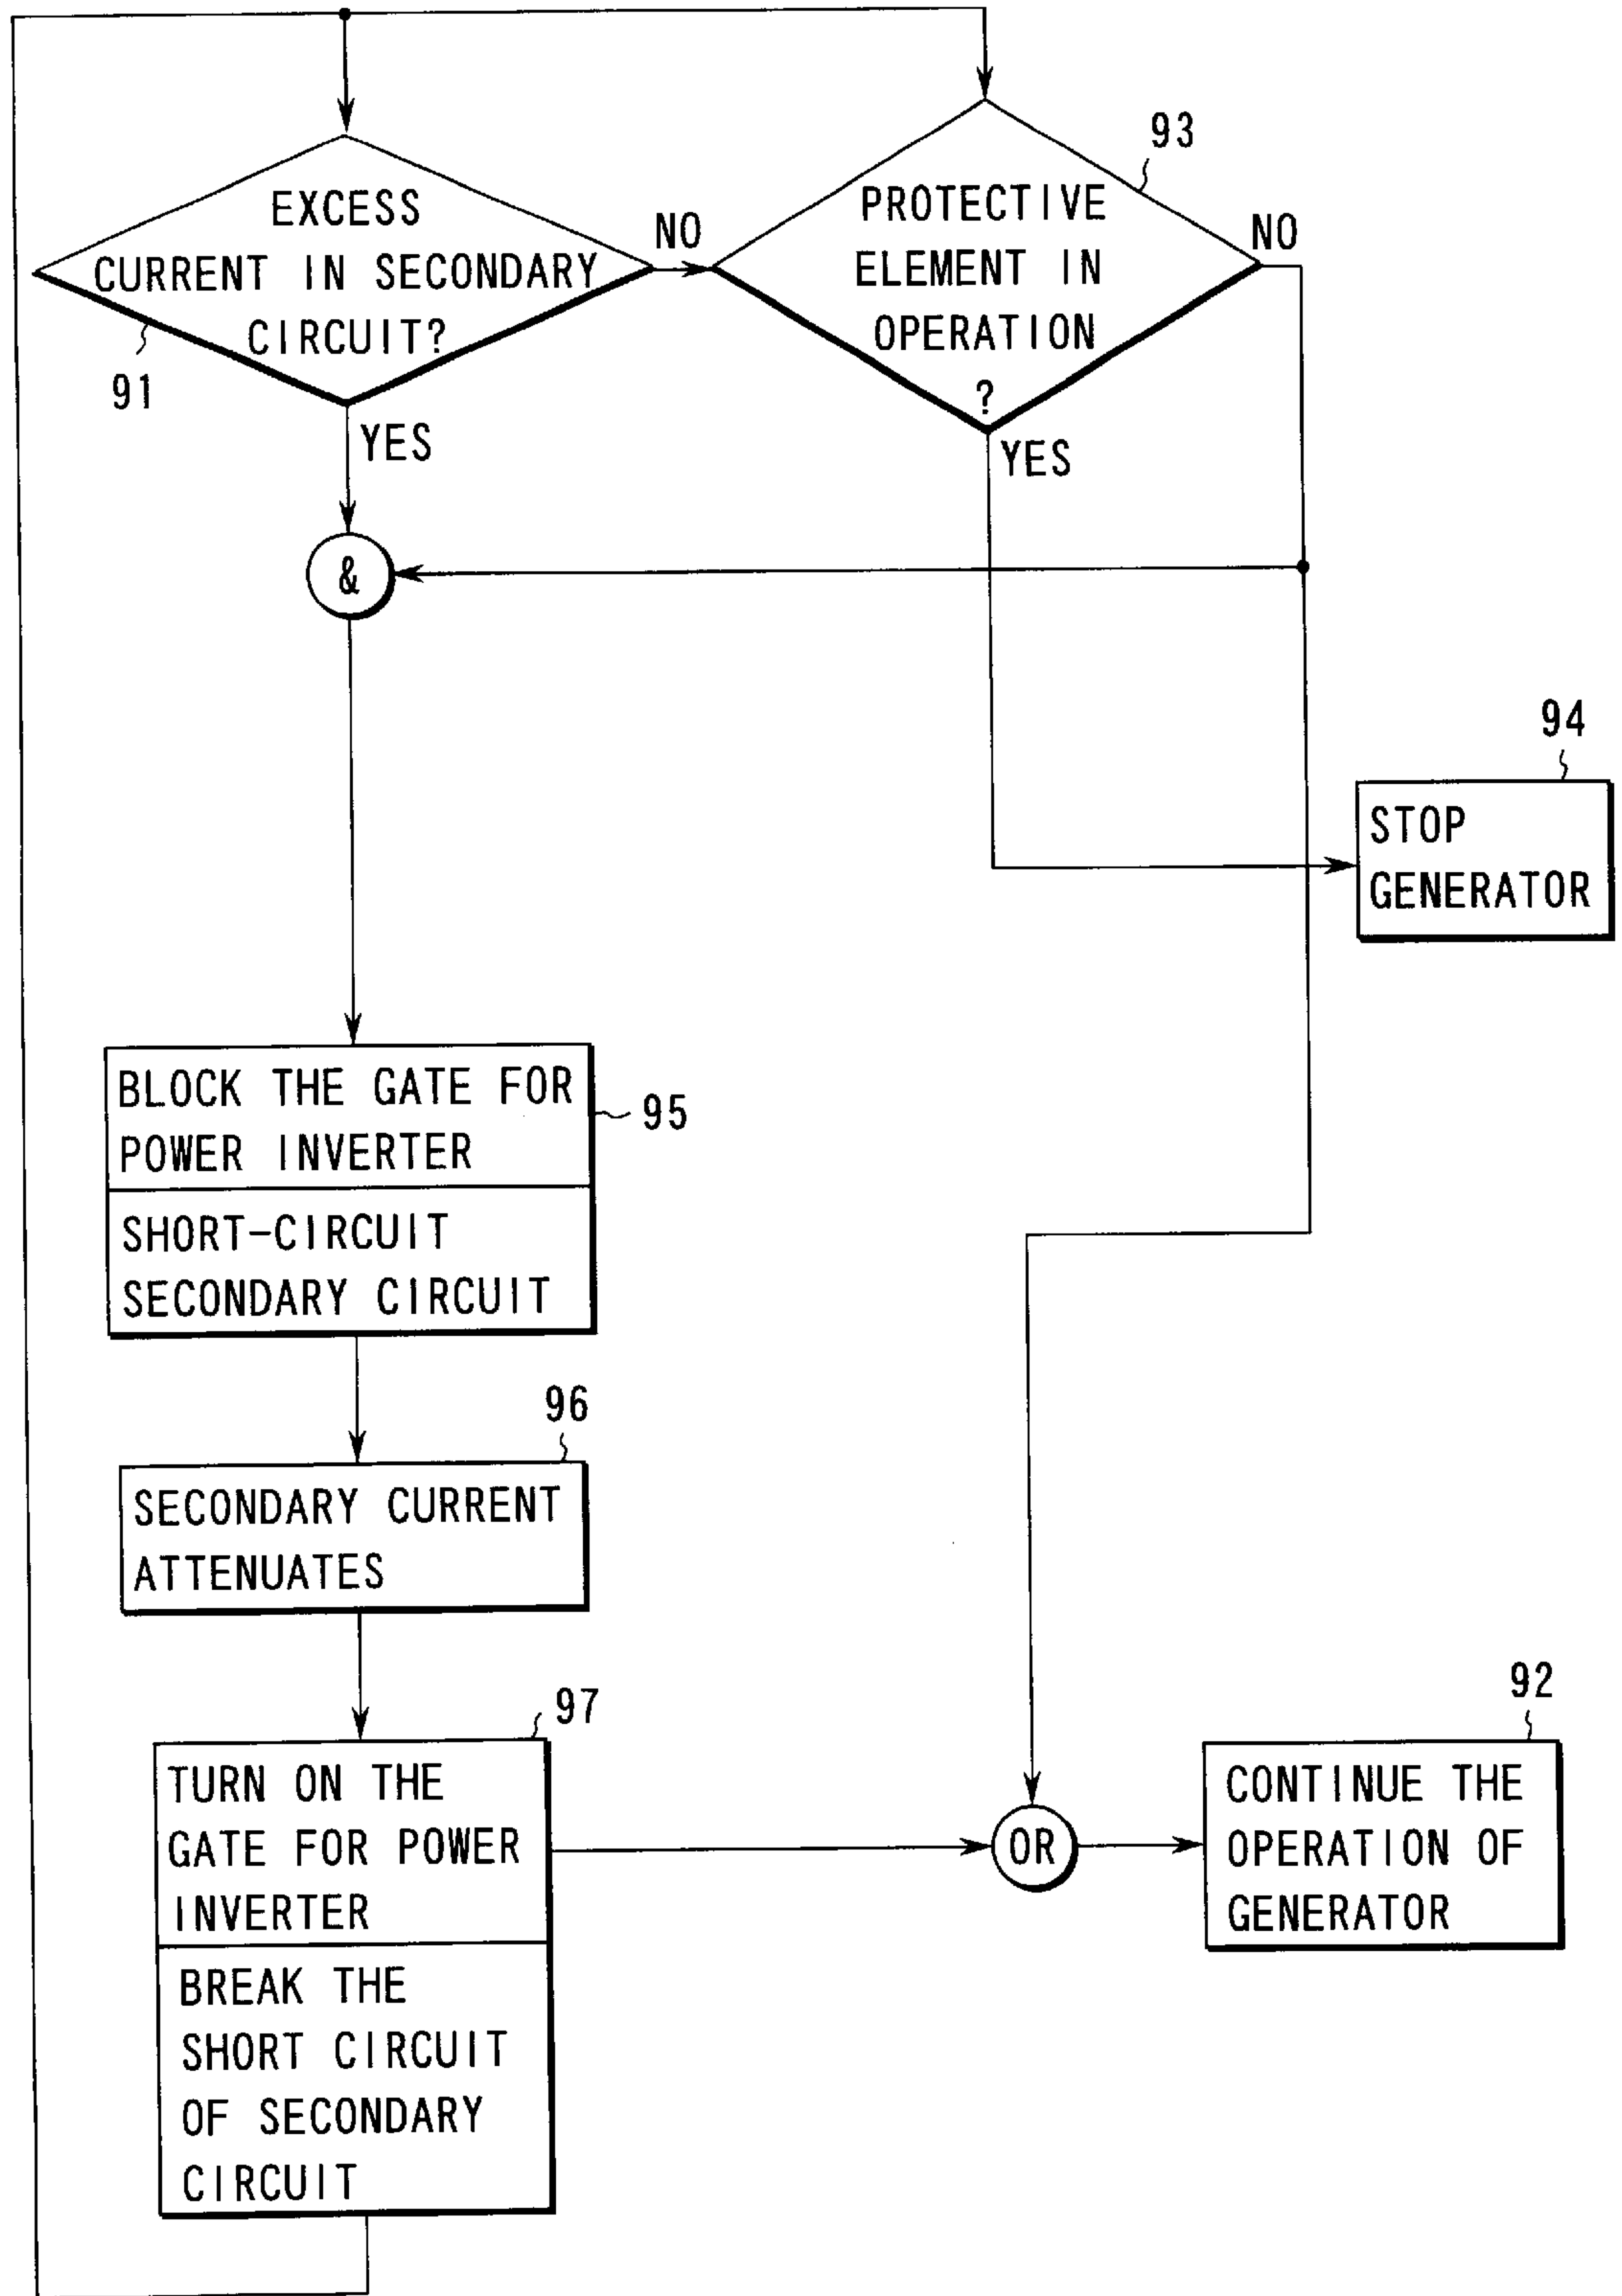 EXCESS
CURRENT IN SECONDARY
CIRCUIT?
91
NO
YES
PROTECTIVE
ELEMENT IN
OPERATION
?
93
NO
YES
&
94
STOP
GENERATOR
BLOCK THE GATE FOR
POWER INVERTER
SHORT-CIRCUIT
SECONDARY CIRCUIT
95
96
SECONDARY CURRENT
ATTENUATES
97
TURN ON THE
GATE FOR POWER
INVERTER
BREAK THE
SHORT CIRCUIT
OF SECONDARY
CIRCUIT
OR
92
CONTINUE THE
OPERATION OF
GENERATOR